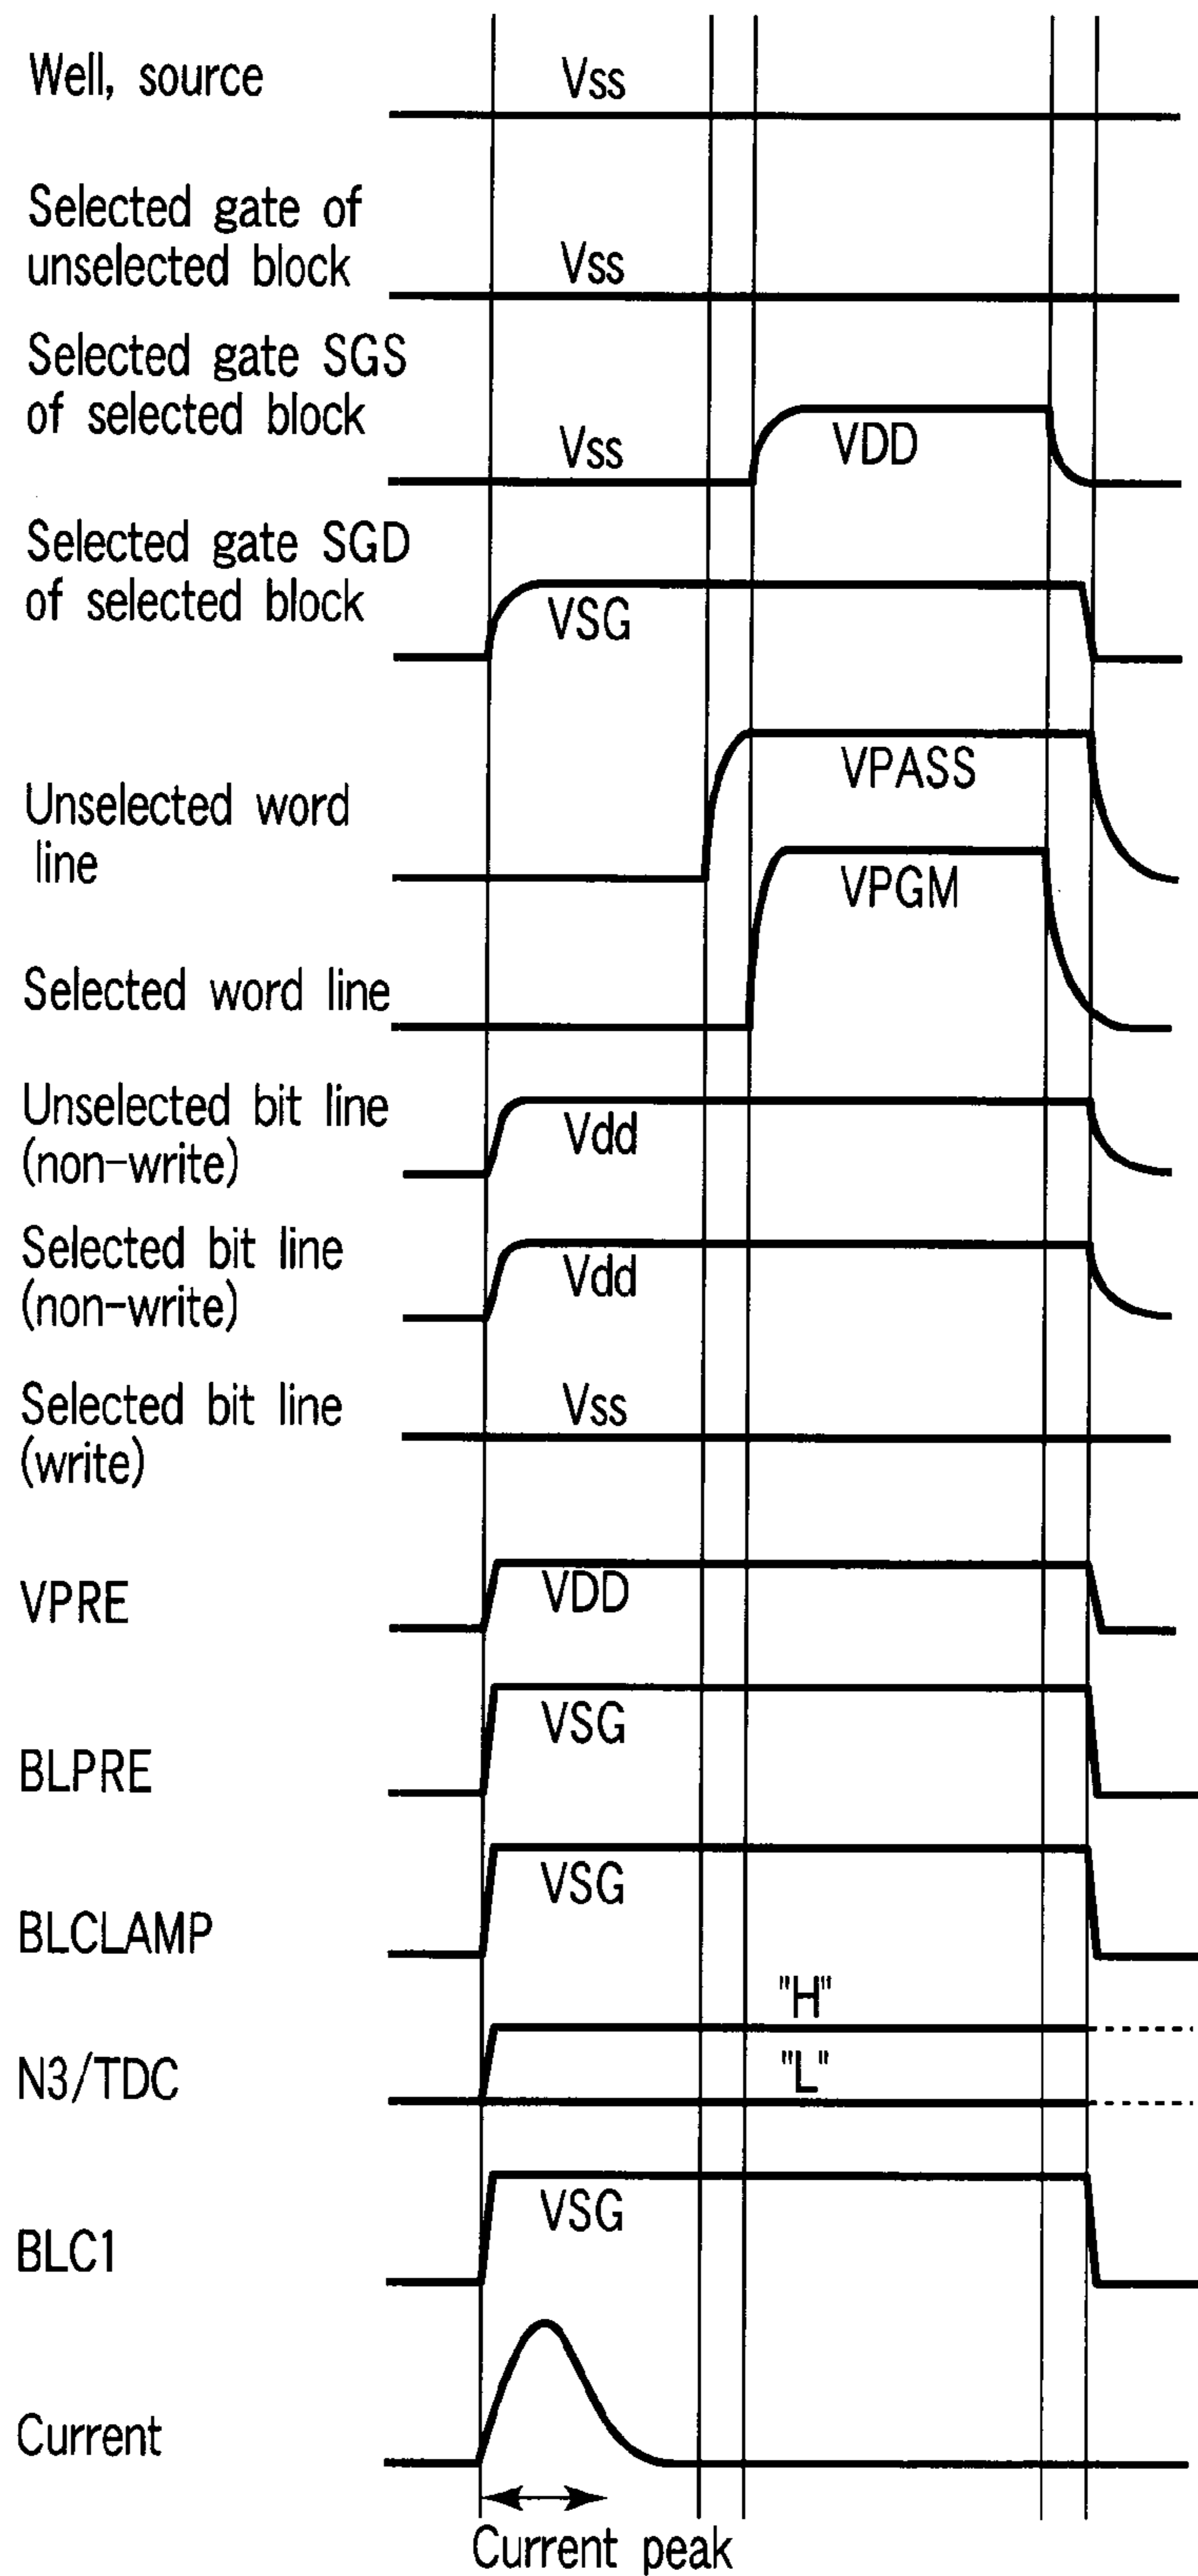 Well, source
Vss
Selected gate of
unselected block
Vss
Selected gate SGS
of selected block
Vss
VDD
Selected gate SGD
of selected block
VSG
Unselected word
line
VPASS
VPGM
Selected word line
Unselected bit line
(non-write)
Vdd
Selected bit line
(non-write)
Vdd
Selected bit line
(write)
Vss
VPRE
VDD
BLPRE
VSG
BLCLAMP
VSG
"H"
N3/TDC
"L"
BLC1
VSG
Current
Current peak